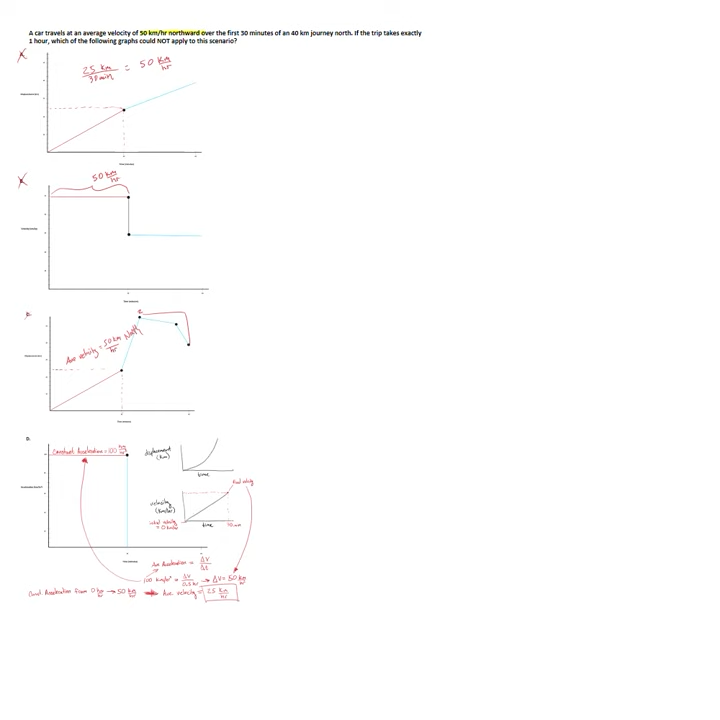 A car travels at an average velocity of 50 km/hr northward over the first 30 minutes of an 40 km journey north. If the trip takes exactly
1 hour, which of the following graphs could NOT apply to this scenario?
25 km = 50 km
30 min hr
50 km
hr
Ave velocity = 50 km North
hr
D.
Constant Acceleration = 100
displacement
(km)
time
velocity
(km/hr)
final velocity
initial velocity
= 0 km/hr
time
30 min
Ave Acceleration = ΔV
Δt
100 km/hr² = ΔV → ΔV = 50 km
0.5 hr hr
Const Acceleration from 0 km → 50 km Ave velocity = 25 km
hr hr hr